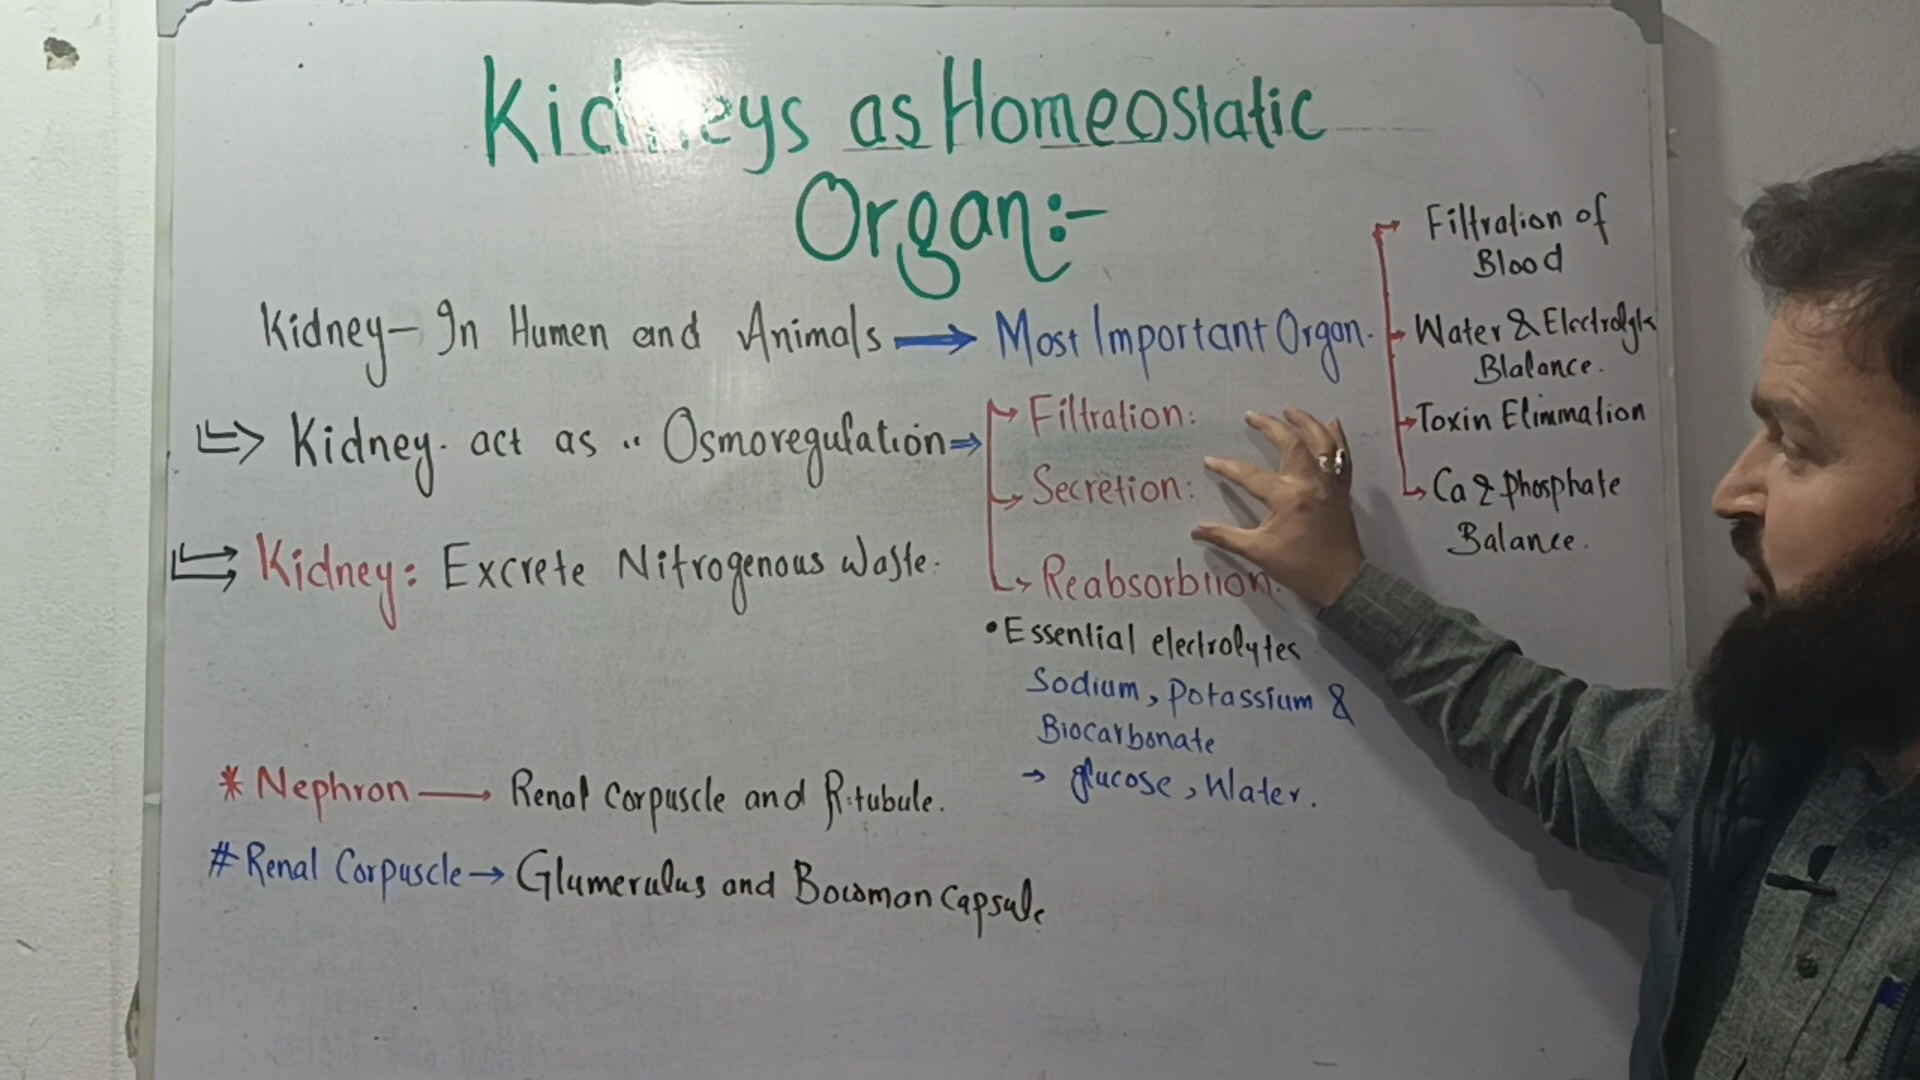 Kidneys as Homeostatic
Organ:-
Kidney- In Humen and Animals → Most Important Organ.
Filtration of
Blood
Water & Electrolyte
Blalance.
Toxin Elimination
Ca & Phosphate
Balance.
⇒ Kidney. act as .. Osmoregulation ⇒
Filtration:
Secretion:
Reabsorbtion.
⇒ Kidney: Excrete Nitrogenous Waste.
• Essential electrolytes
Sodium, Potassium &
Biocarbonate
→ glucose, Water.
* Nephron → Renal Corpuscle and R.tubule.
# Renal Corpuscle → Glumerulus and Bowman Capsule